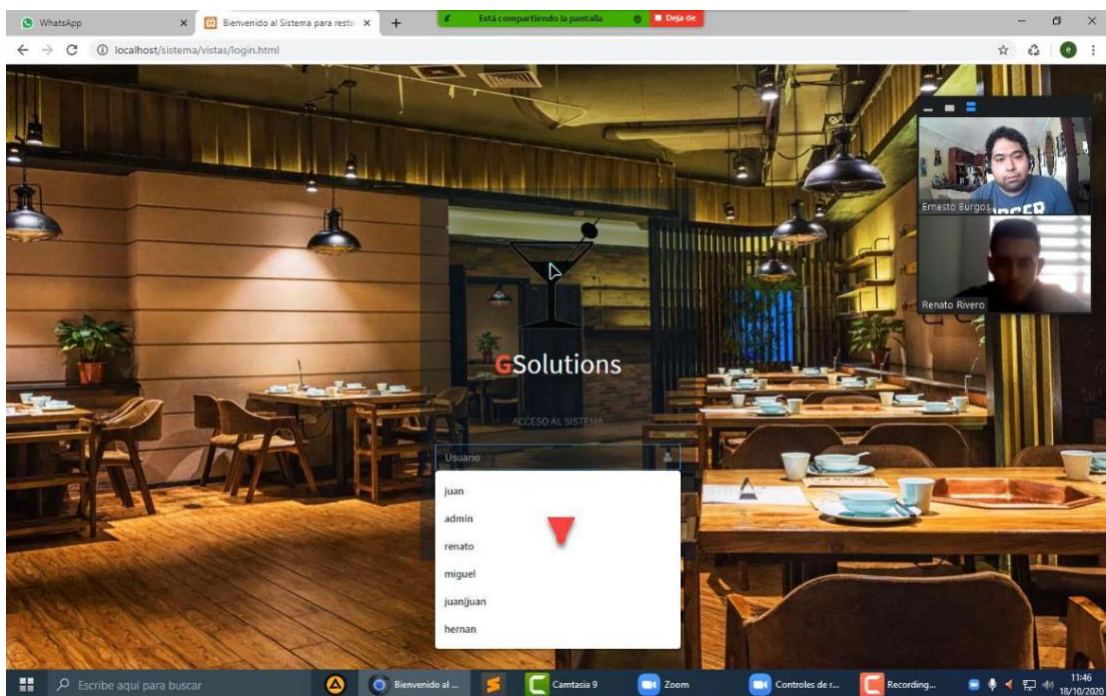 WhatsApp
Bienvenido al Sistema para resta
Está compartiendo la pantalla
Deja de
localhost/sistema/vistas/login.html
Ernesto Burgos
Renato Rivero
GSolutions
ACCESO AL SISTEMA
Usuario
juan
admin
renato
miguel
juan|juan
hernan
Escribe aquí para buscar
Bienvenido al ...
Camtasia 9
Zoom
Controles de r...
Recording...
11:46
18/10/2020